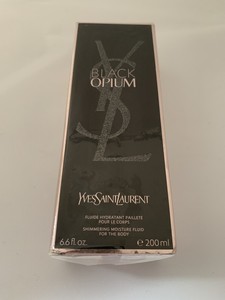 BLACK
OPIUM
YSL
YVESSAINTLAURENT
FLUIDE HYDRATANT PAILLETÉ
POUR LE CORPS
SHIMMERING MOISTURE FLUID
FOR THE BODY
6.6 fl. oz. e 200 ml